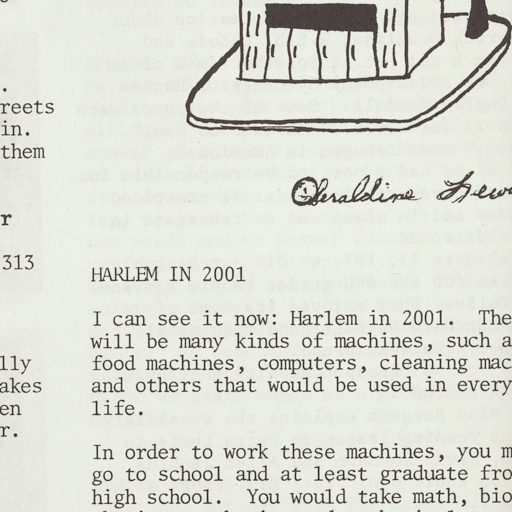 reets
in.
them
r
313
lly
akes
en
r.
Geraldine
HARLEM IN 2001
I can see it now: Harlem in 2001. The
will be many kinds of machines, such a
food machines, computers, cleaning mac
and others that would be used in every
life.
In order to work these machines, you m
go to school and at least graduate fro
high school. You would take math, bio